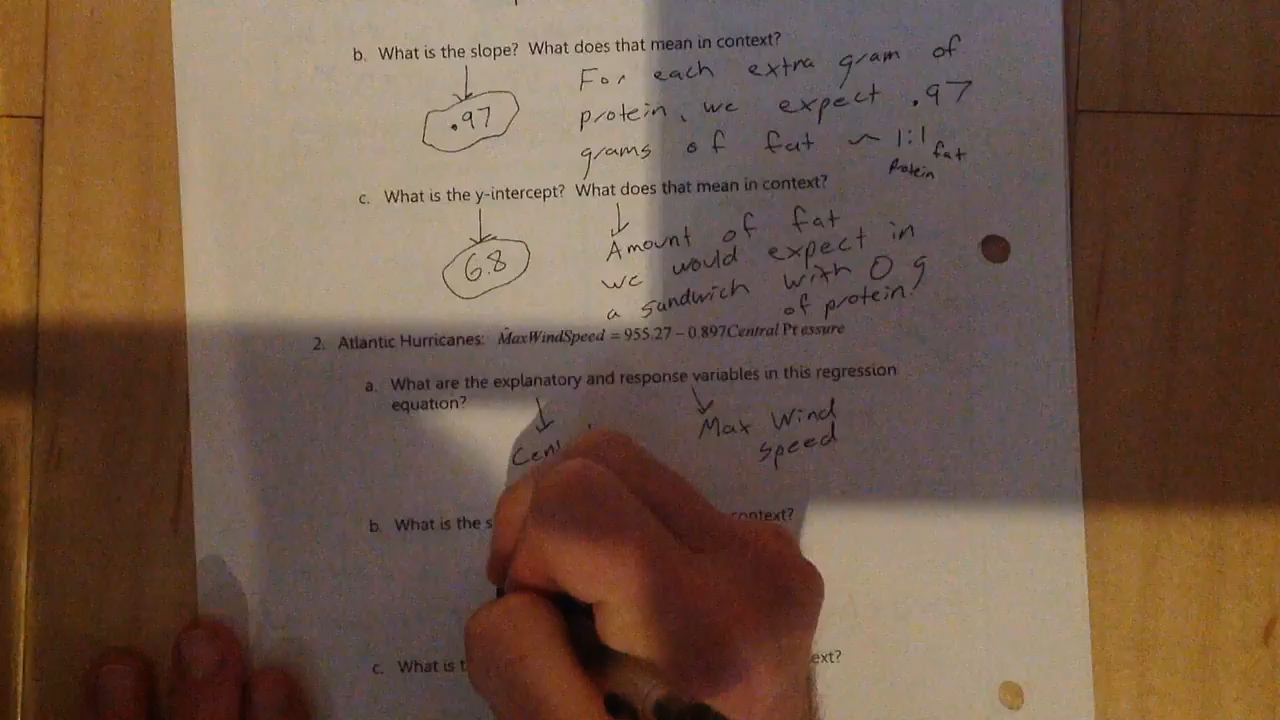 b. What is the slope? What does that mean in context?
.97
For each extra gram of
protein, we expect .97
grams of fat ~ 1:1
fat
Protein
c. What is the y-intercept? What does that mean in context?
6.8
Amount of fat
we would expect in
a sandwich with 0 g
of protein.
2. Atlantic Hurricanes: MaxWindSpeed = 955.27 – 0.897Central Pressure
a. What are the explanatory and response variables in this regression
equation?
Cen
Max Wind
Speed
b. What is the s
context?
c. What is t
ext?